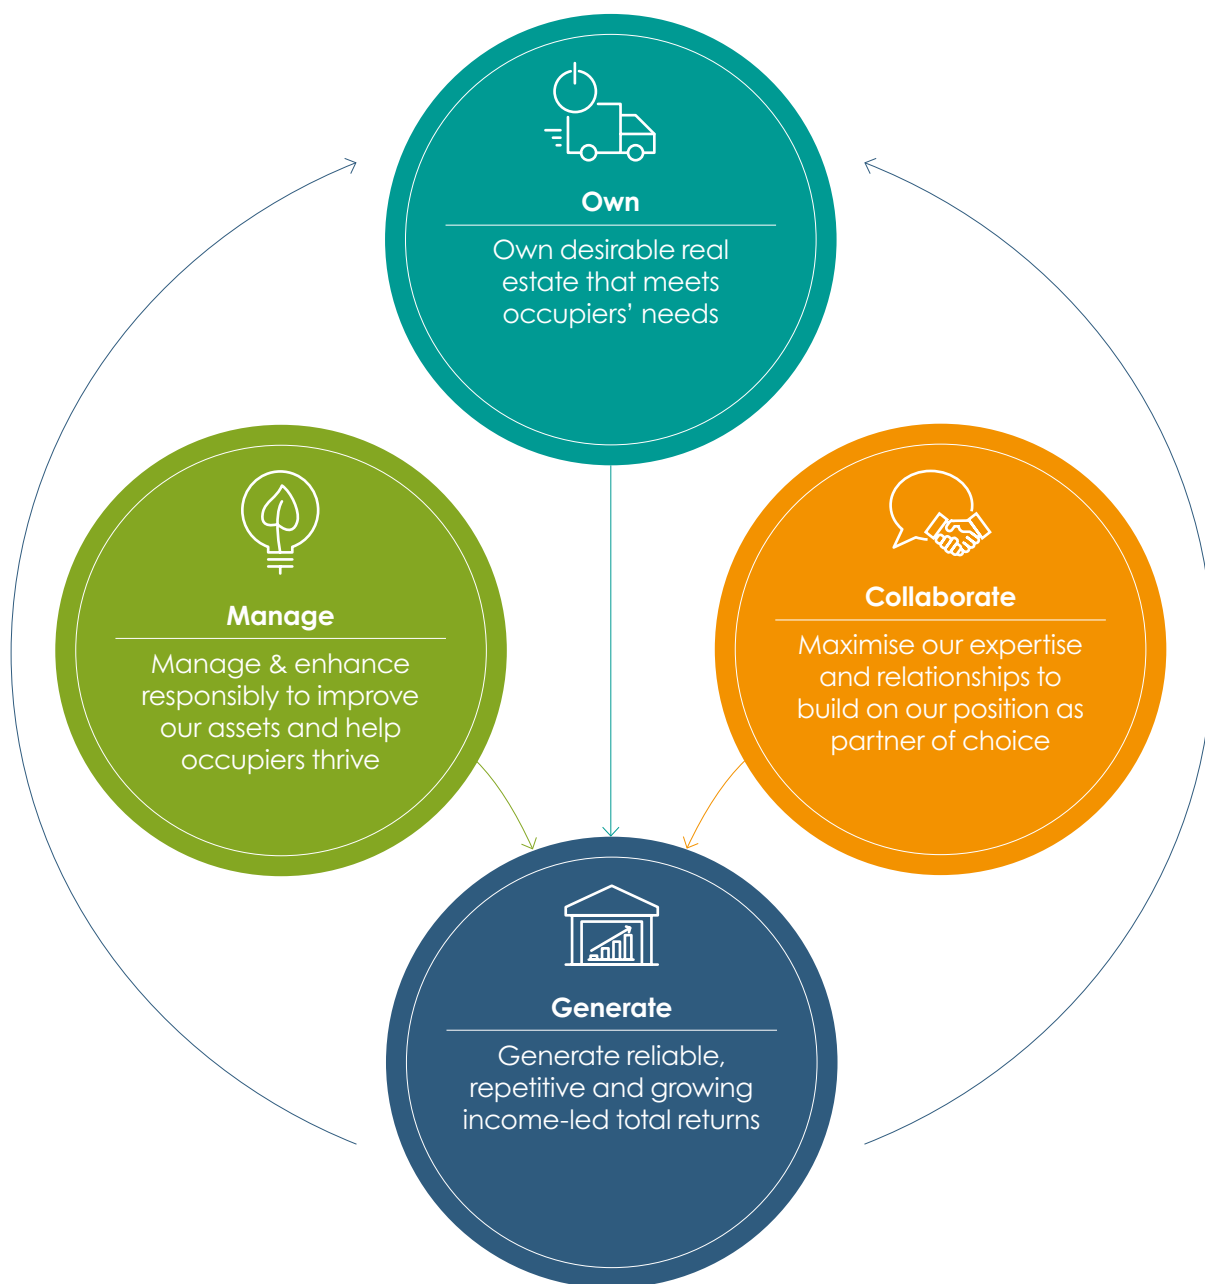 Own
Own desirable real
estate that meets
occupiers’ needs
Manage
Manage & enhance
responsibly to improve
our assets and help
occupiers thrive
Collaborate
Maximise our expertise
and relationships to
build on our position as
partner of choice
Generate
Generate reliable,
repetitive and growing
income-led total returns